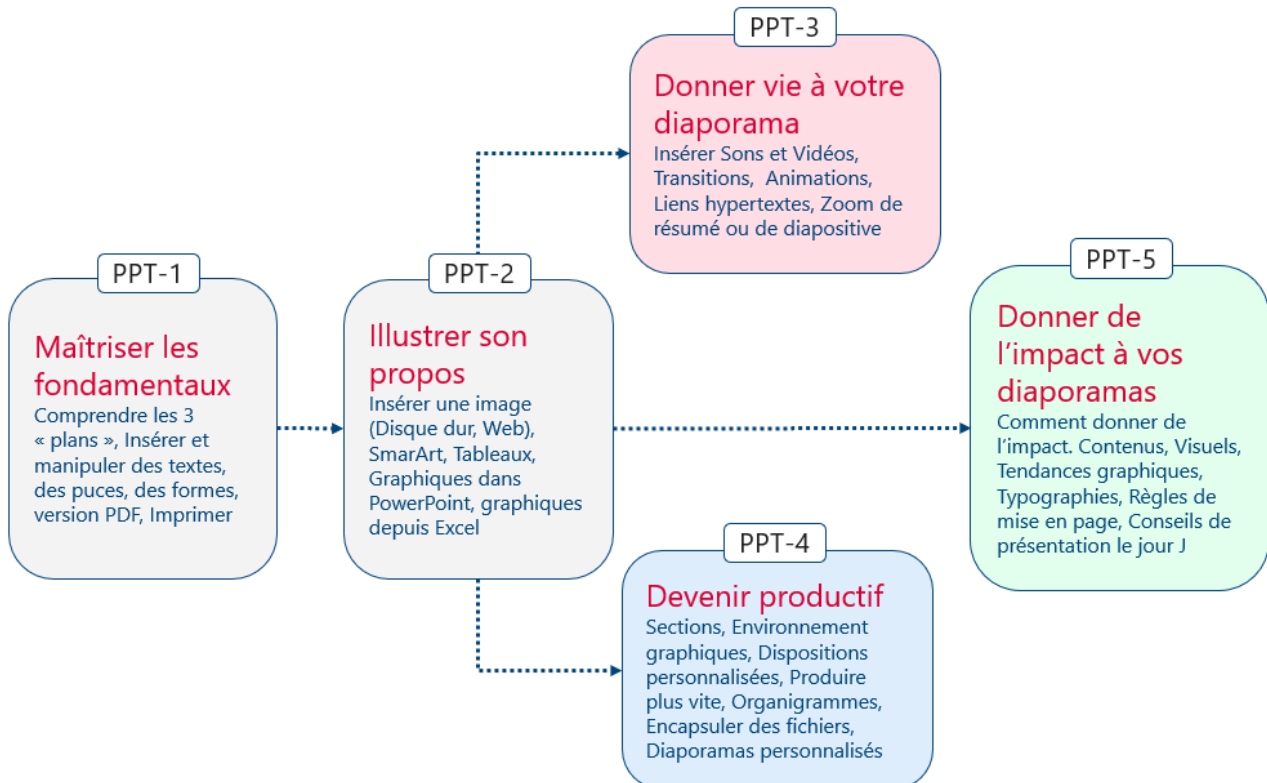 PPT-1
Maîtriser les
fondamentaux
Comprendre les 3
« plans », Insérer et
manipuler des textes,
des puces, des formes,
version PDF, Imprimer
PPT-2
Illustrer son
propos
Insérer une image
(Disque dur, Web),
SmarArt, Tableaux,
Graphiques dans
PowerPoint, graphiques
depuis Excel
PPT-3
Donner vie à votre
diaporama
Insérer Sons et Vidéos,
Transitions,  Animations,
Liens hypertextes, Zoom de
résumé ou de diapositive
PPT-4
Devenir productif
Sections, Environnement
graphiques, Dispositions
personnalisées, Produire
plus vite, Organigrammes,
Encapsuler des fichiers,
Diaporamas personnalisés
PPT-5
Donner de
l’impact à vos
diaporamas
Comment donner de
l’impact. Contenus, Visuels,
Tendances graphiques,
Typographies, Règles de
mise en page, Conseils de
présentation le jour J